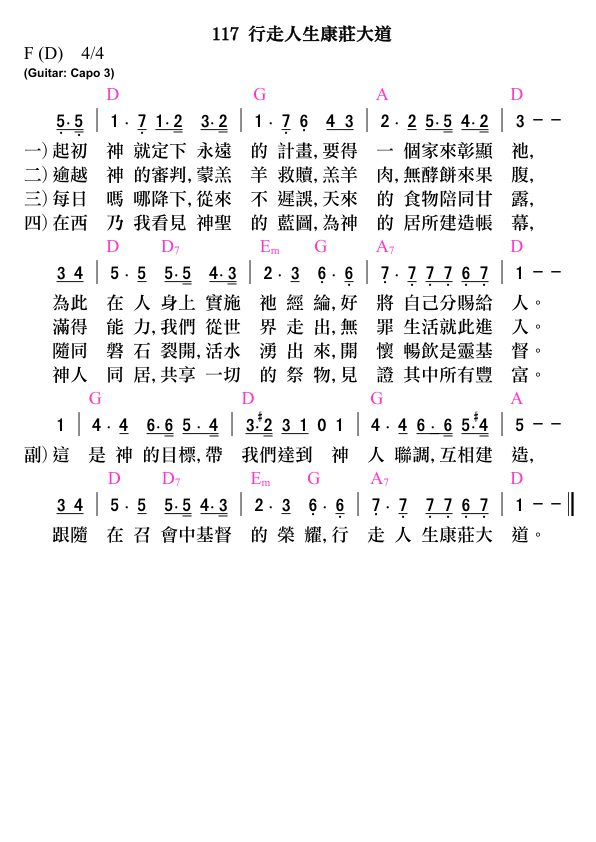 117 行走人生康莊大道
F (D) 4/4
(Guitar: Capo 3)
D G A D
5·5 | 1· 7 1·2 3·2 | 1· 7 6 4 3 | 2· 2 5·5 4·2 | 3 – –
一) 起初 神 就定下 永遠 的 計畫, 要得 一 個家來彰顯 祂,
二) 逾越 神 的審判, 蒙羔 羊 救贖, 羔羊 肉, 無酵餅來果 腹,
三) 每日 嗎 哪降下, 從來 不 遲誤, 天來 的 食物陪同甘 露,
四) 在西 乃 我看見 神聖 的 藍圖, 為神 的 居所建造帳 幕,
D D7 Em G A7 D
3 4 | 5· 5 5·5 4·3 | 2· 3 6· 6 | 7· 7 7 7 6 7 | 1 – –
為此 在 人 身上 實施 祂 經 綸, 好 將 自己分賜給 人。
滿得 能 力, 我們 從世 界 走 出, 無 罪 生活就此進 入。
隨同 磐 石 裂開, 活水 湧 出 來, 開 懷 暢飲是靈基 督。
神人 同 居, 共享 一切 的 祭 物, 見 證 其中所有豐 富。
G D G A
1 | 4· 4 6·6 5· 4 | 3·#2 3 1 0 1 | 4· 4 6· 6 5·#4 | 5 – –
副) 這 是 神 的目標, 帶 我們達到 神 人 聯調, 互相建 造,
D D7 Em G A7 D
3 4 | 5· 5 5·5 4·3 | 2· 3 6· 6 | 7· 7 7 7 6 7 | 1 – – ‖
跟隨 在 召 會中基督 的 榮 耀, 行 走 人 生康莊大 道。